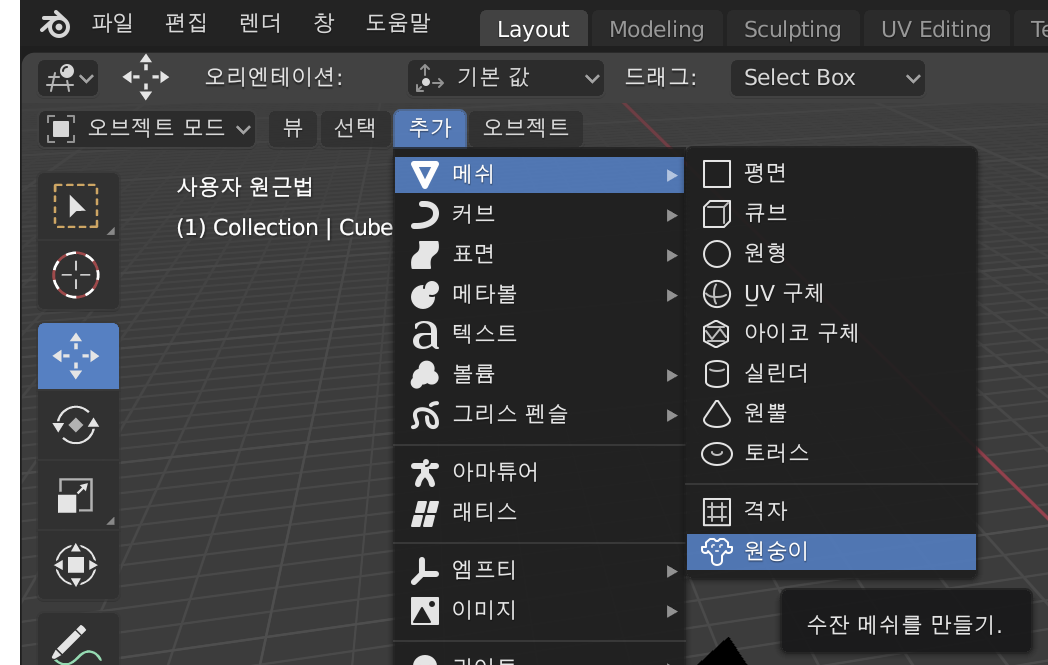 파일 편집 렌더 창 도움말 Layout Modeling Sculpting UV Editing
오리엔테이션: 기본 값 드래그: Select Box
오브젝트 모드 뷰 선택 추가 오브젝트
사용자 원근법
(1) Collection | Cube
메쉬
커브
표면
메타볼
텍스트
볼륨
그리스 펜슬
아마튜어
래티스
엠프티
이미지
평면
큐브
원형
UV 구체
아이코 구체
실린더
원뿔
토러스
격자
원숭이
수잔 메쉬를 만들기.